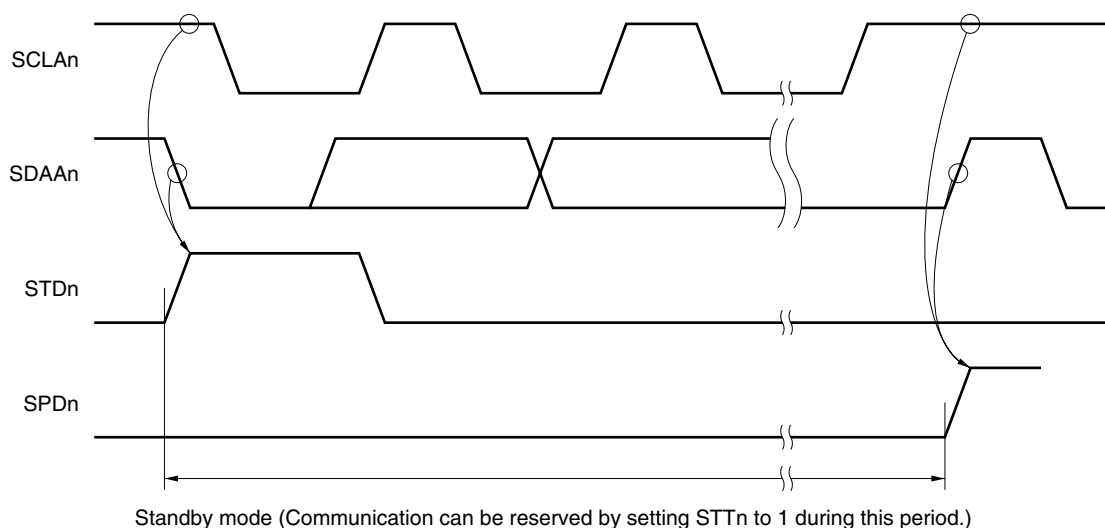 SCLAn
SDAAn
STDn
SPDn
Standby mode (Communication can be reserved by setting STTn to 1 during this period.)